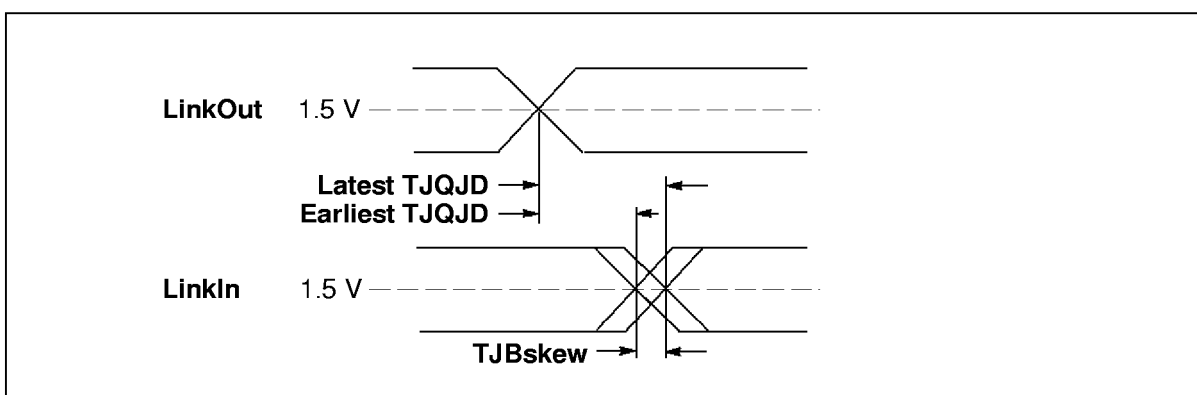 LinkOut 1.5 V
Latest TJQJD
Earliest TJQJD
LinkIn 1.5 V
TJBskew